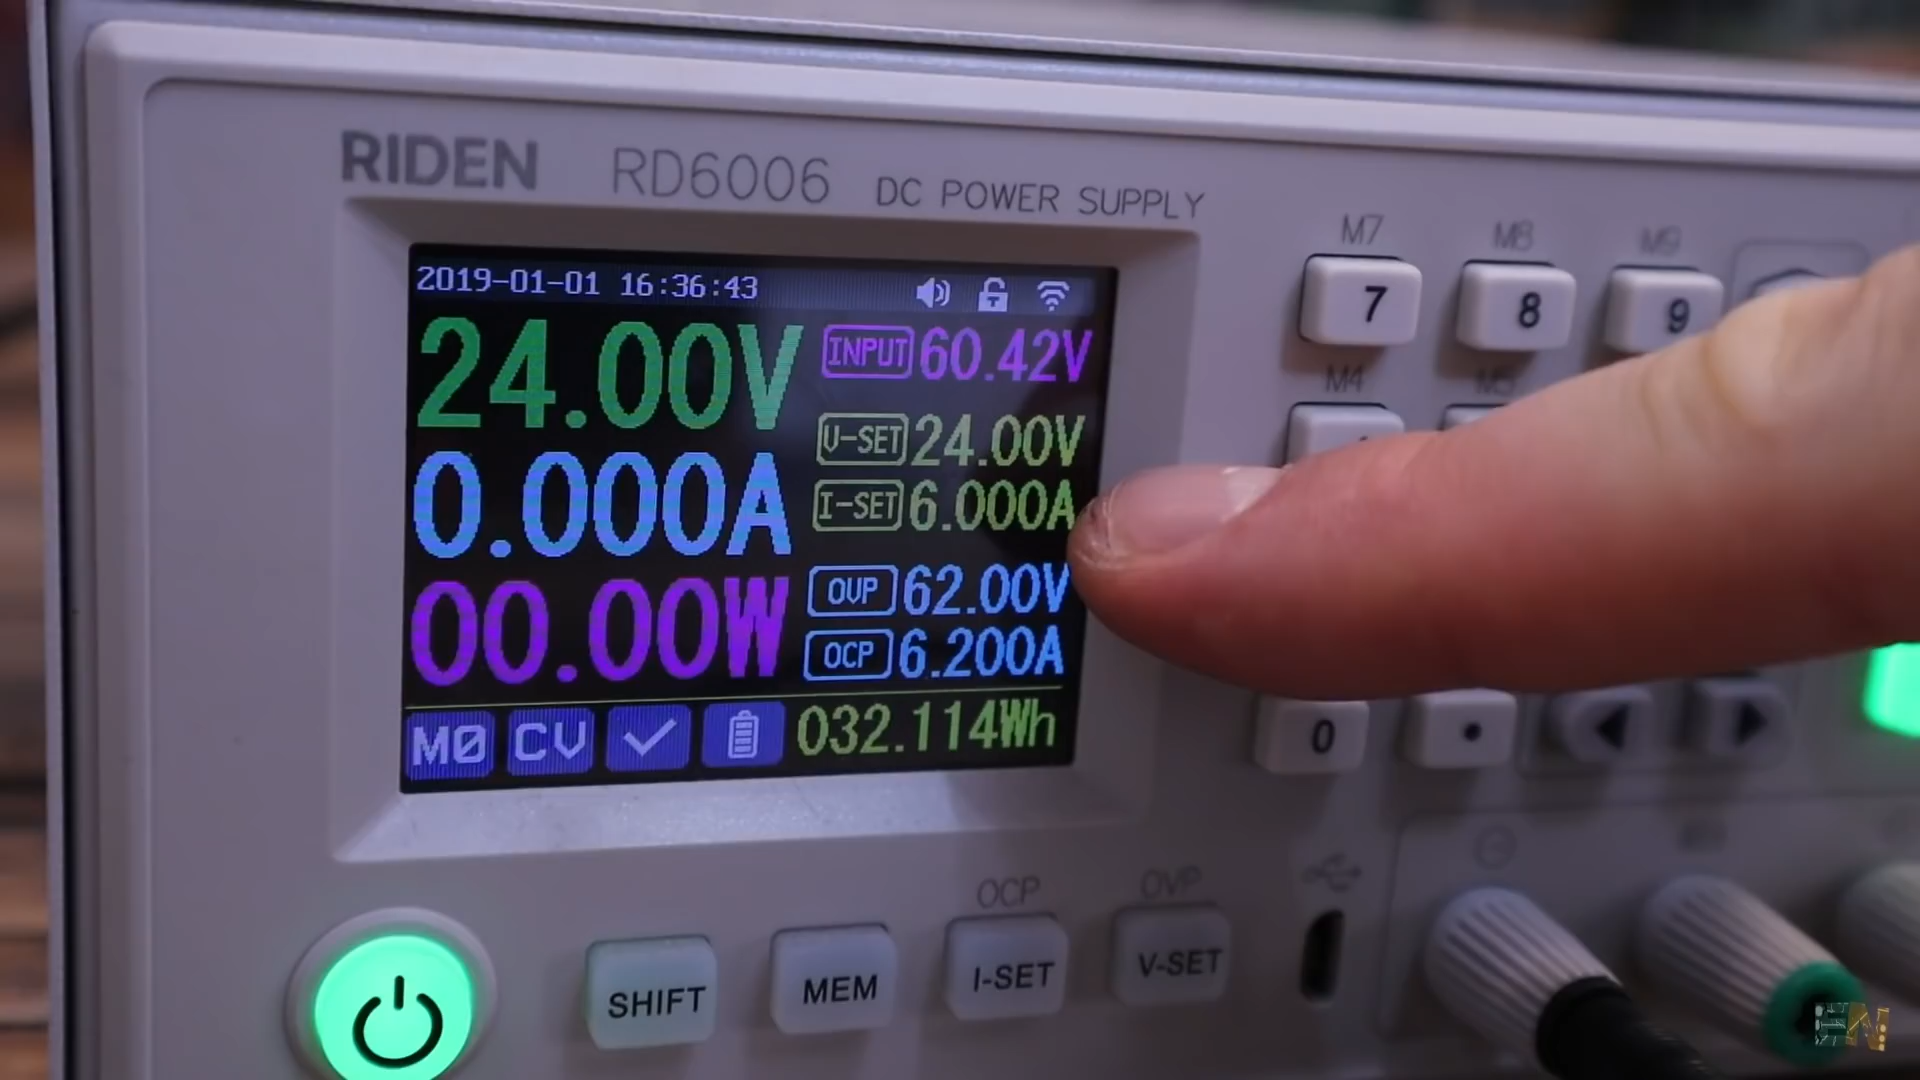 RIDEN RD6006 DC POWER SUPPLY
2019-01-01 16:36:43
24.00V
0.000A
00.00W
INPUT 60.42V
V-SET 24.00V
I-SET 6.000A
OVP 62.00V
OCP 6.200A
M0 CV 032.114Wh
M7 M8 M9
7 8 9
M4 M5
0 .
OCP OVP
SHIFT MEM I-SET V-SET
EN